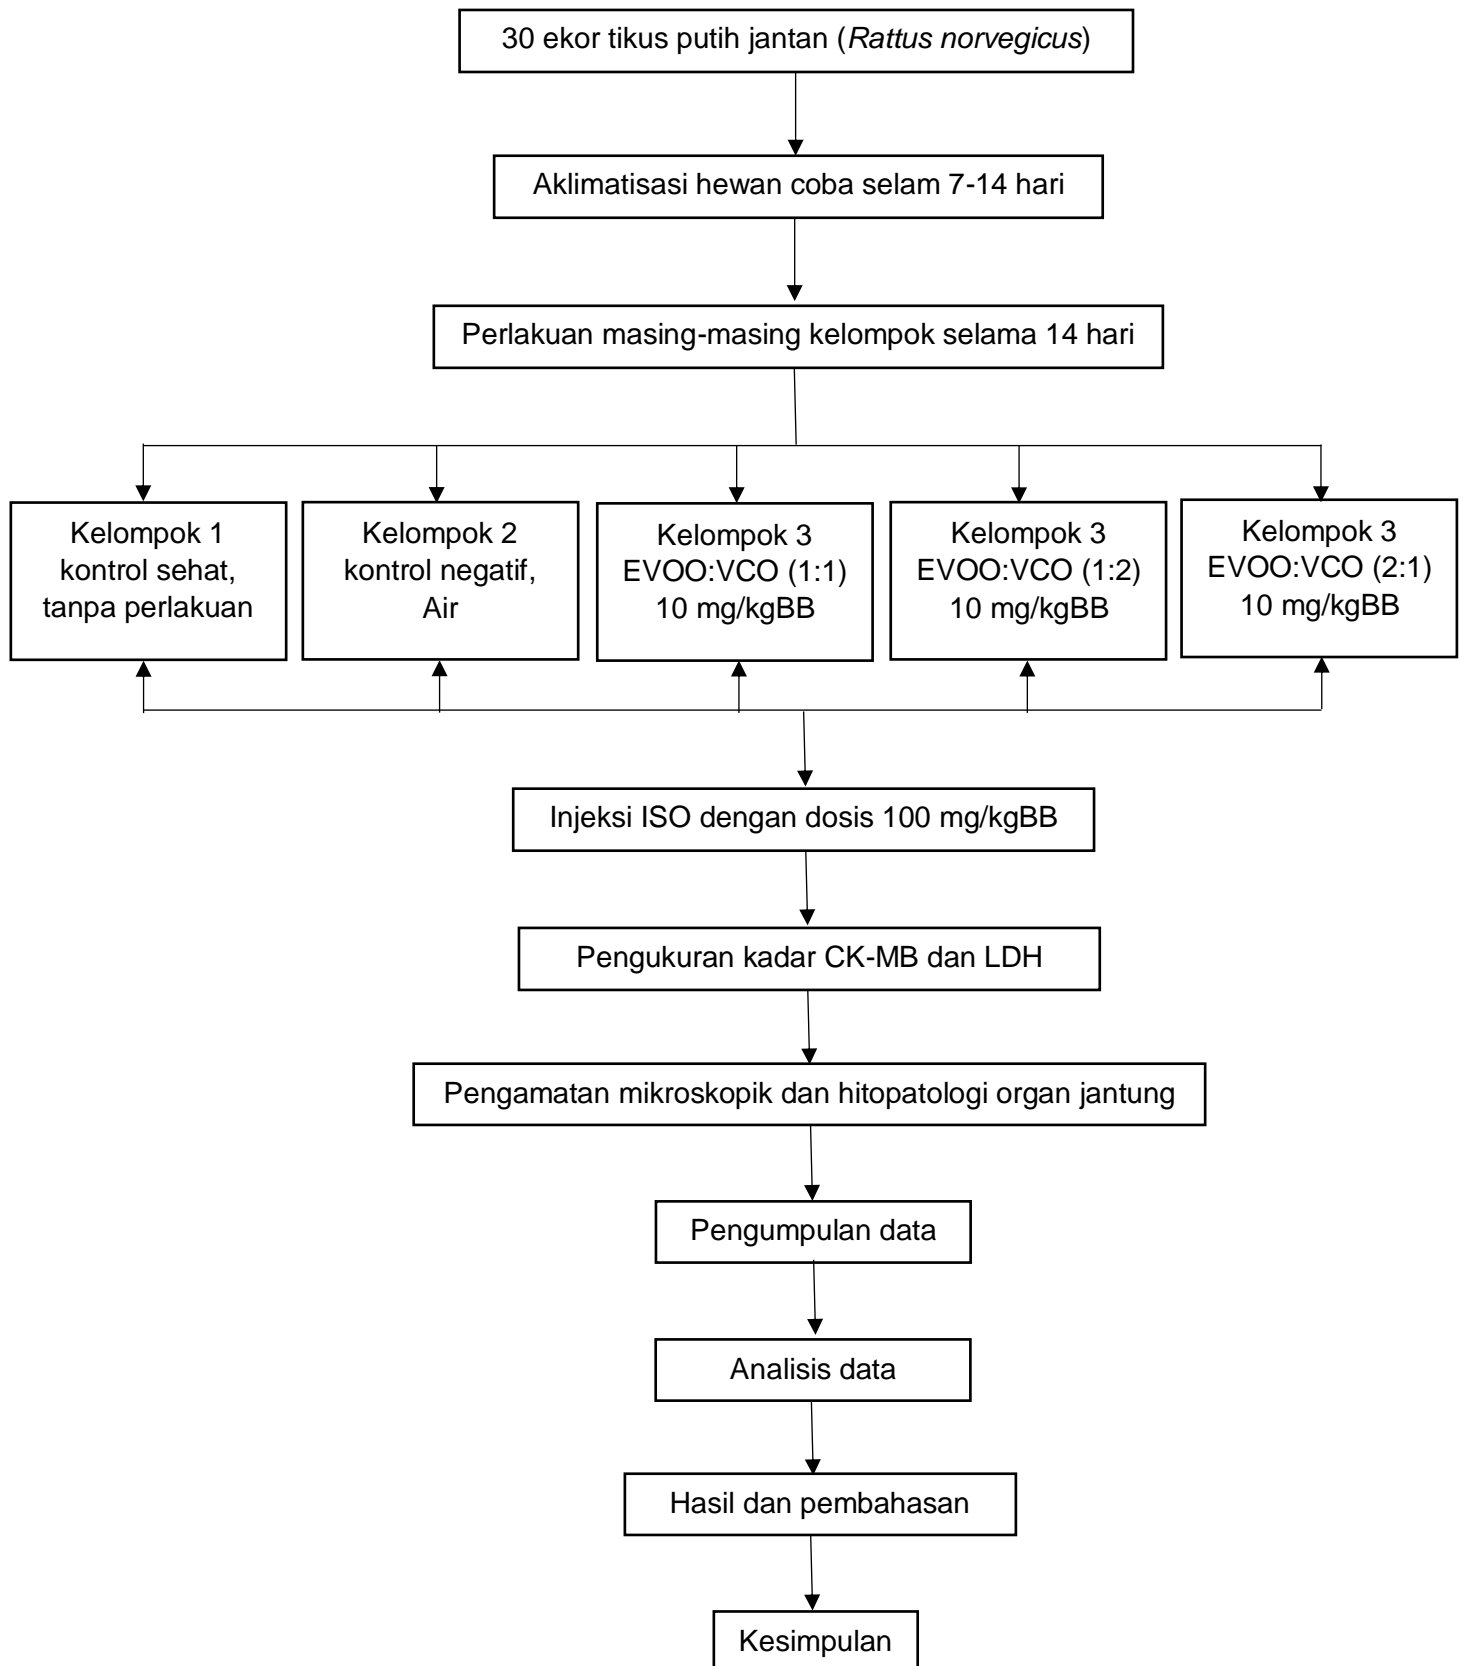 30 ekor tikus putih jantan (Rattus norvegicus)
Aklimatisasi hewan coba selam 7-14 hari
Perlakuan masing-masing kelompok selama 14 hari
Kelompok 1
kontrol sehat,
tanpa perlakuan
Kelompok 2
kontrol negatif,
Air
Kelompok 3
EVOO:VCO (1:1)
10 mg/kgBB
Kelompok 3
EVOO:VCO (1:2)
10 mg/kgBB
Kelompok 3
EVOO:VCO (2:1)
10 mg/kgBB
Injeksi ISO dengan dosis 100 mg/kgBB
Pengukuran kadar CK-MB dan LDH
Pengamatan mikroskopik dan hitopatologi organ jantung
Pengumpulan data
Analisis data
Hasil dan pembahasan
Kesimpulan